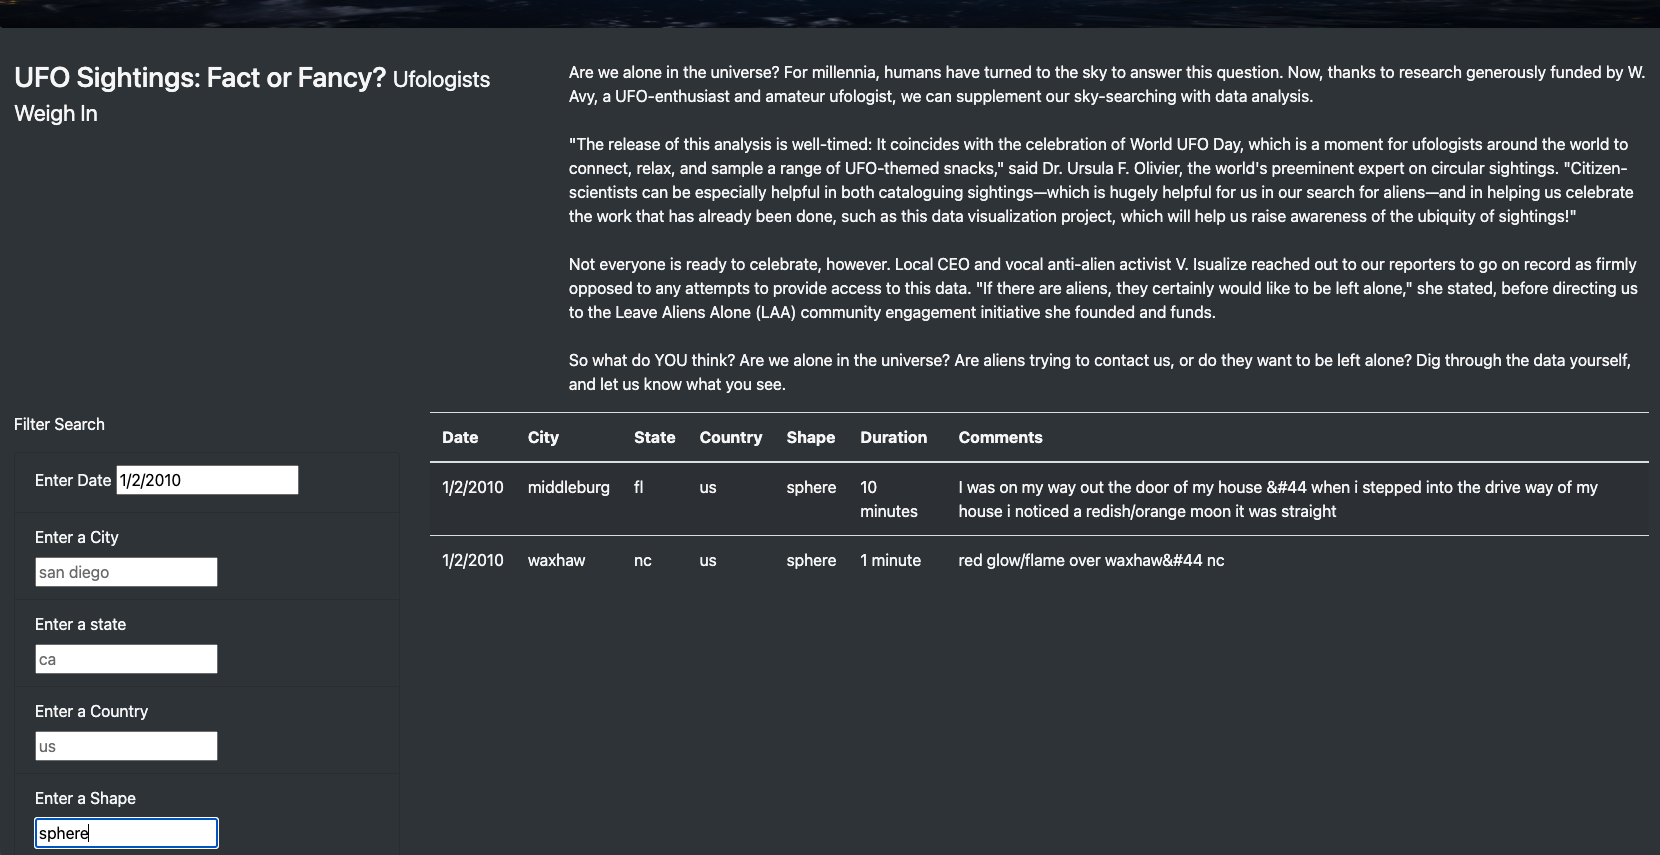 UFO Sightings: Fact or Fancy? Ufologists
Weigh In
Are we alone in the universe? For millennia, humans have turned to the sky to answer this question. Now, thanks to research generously funded by W.
Avy, a UFO-enthusiast and amateur ufologist, we can supplement our sky-searching with data analysis.
"The release of this analysis is well-timed: It coincides with the celebration of World UFO Day, which is a moment for ufologists around the world to
connect, relax, and sample a range of UFO-themed snacks," said Dr. Ursula F. Olivier, the world's preeminent expert on circular sightings. "Citizen-
scientists can be especially helpful in both cataloguing sightings—which is hugely helpful for us in our search for aliens—and in helping us celebrate
the work that has already been done, such as this data visualization project, which will help us raise awareness of the ubiquity of sightings!"
Not everyone is ready to celebrate, however. Local CEO and vocal anti-alien activist V. Isualize reached out to our reporters to go on record as firmly
opposed to any attempts to provide access to this data. "If there are aliens, they certainly would like to be left alone," she stated, before directing us
to the Leave Aliens Alone (LAA) community engagement initiative she founded and funds.
So what do YOU think? Are we alone in the universe? Are aliens trying to contact us, or do they want to be left alone? Dig through the data yourself,
and let us know what you see.
Filter Search
Enter Date 1/2/2010
Enter a City
san diego
Enter a state
ca
Enter a Country
us
Enter a Shape
sphere
Date City State Country Shape Duration Comments
1/2/2010 middleburg fl us sphere 10 I was on my way out the door of my house &#44 when i stepped into the drive way of my
minutes house i noticed a redish/orange moon it was straight
1/2/2010 waxhaw nc us sphere 1 minute red glow/flame over waxhaw&#44 nc